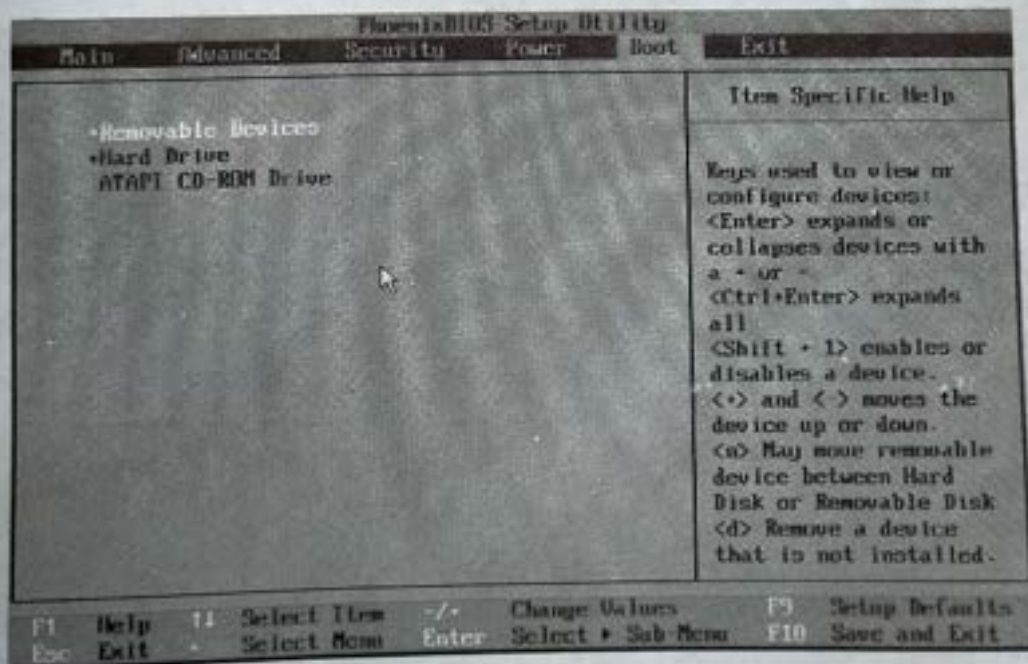 PhoenixBIOS Setup Utility
Main Advanced Security Power Boot Exit
Item Specific Help
+Removable Devices
+Hard Drive
ATAPI CD-ROM Drive
Keys used to view or
configure devices:
<Enter> expands or
collapses devices with
a + or -
<Ctrl+Enter> expands
all
<Shift + 1> enables or
disables a device.
<+> and < > moves the
device up or down.
<n> May move removable
device between Hard
Disk or Removable Disk
<d> Remove a device
that is not installed.
F1 Help ↑↓ Select Item -/+ Change Values F9 Setup Defaults
Esc Exit Select Menu Enter Select ▶ Sub-Menu F10 Save and Exit